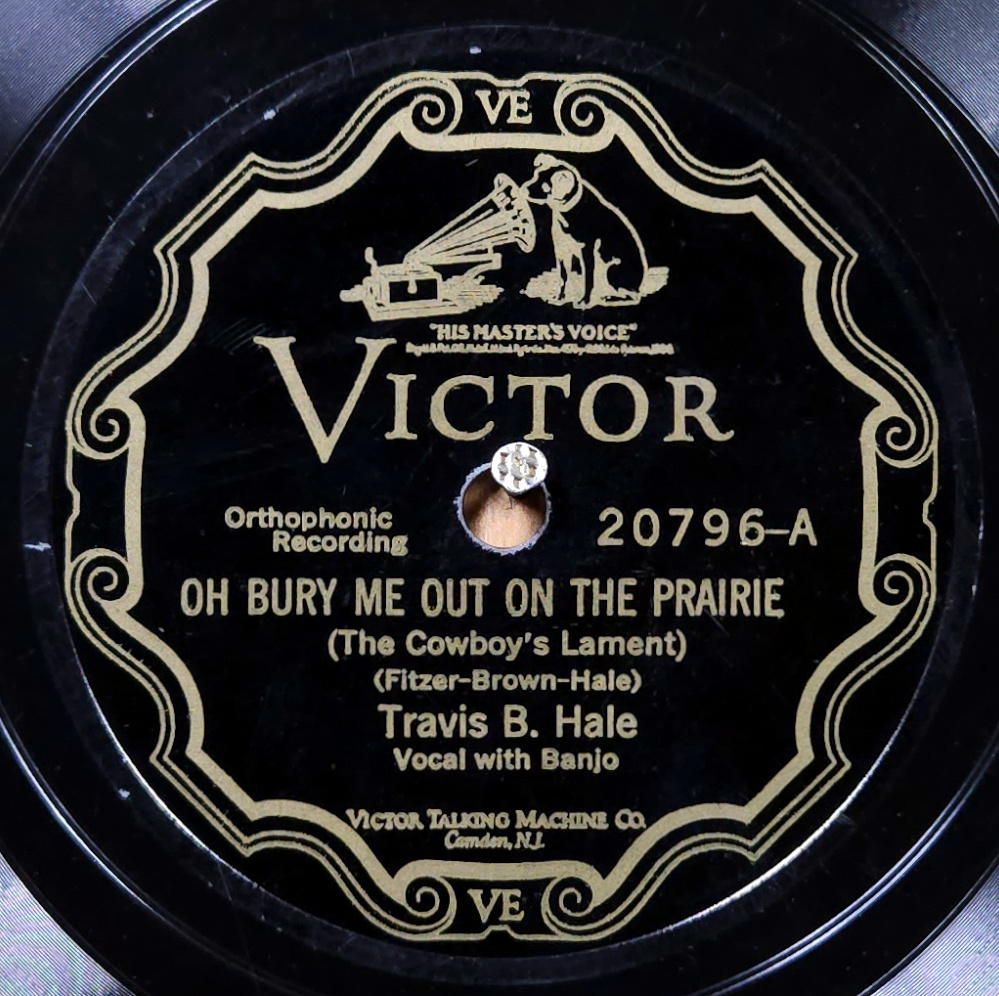 VE
"HIS MASTER'S VOICE"
VICTOR
Orthophonic
Recording
20796-A
OH BURY ME OUT ON THE PRAIRIE
(The Cowboy's Lament)
(Fitzer-Brown-Hale)
Travis B. Hale
Vocal with Banjo
VICTOR TALKING MACHINE CO.
Camden, N.J.
VE